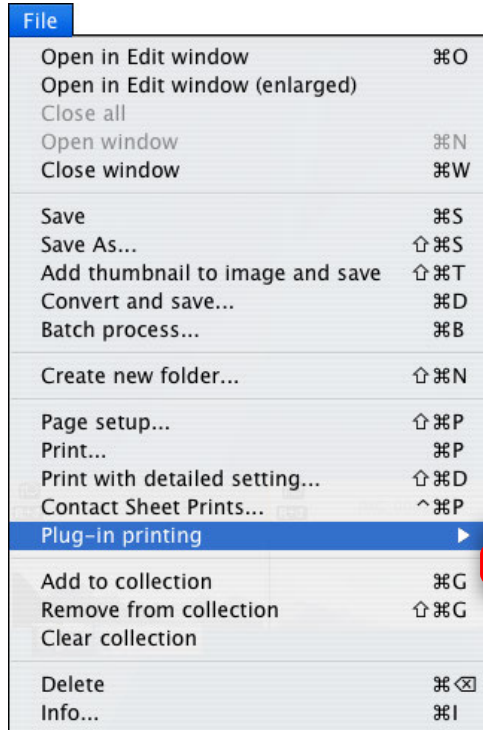 File
Open in Edit window ⌘O
Open in Edit window (enlarged)
Close all
Open window ⌘N
Close window ⌘W
Save ⌘S
Save As... ⇧⌘S
Add thumbnail to image and save ⇧⌘T
Convert and save... ⌘D
Batch process... ⌘B
Create new folder... ⇧⌘N
Page setup... ⇧⌘P
Print... ⌘P
Print with detailed setting... ⇧⌘D
Contact Sheet Prints... ^⌘P
Plug-in printing ▶
Add to collection ⌘G
Remove from collection ⇧⌘G
Clear collection
Delete ⌘⌫
Info... ⌘I